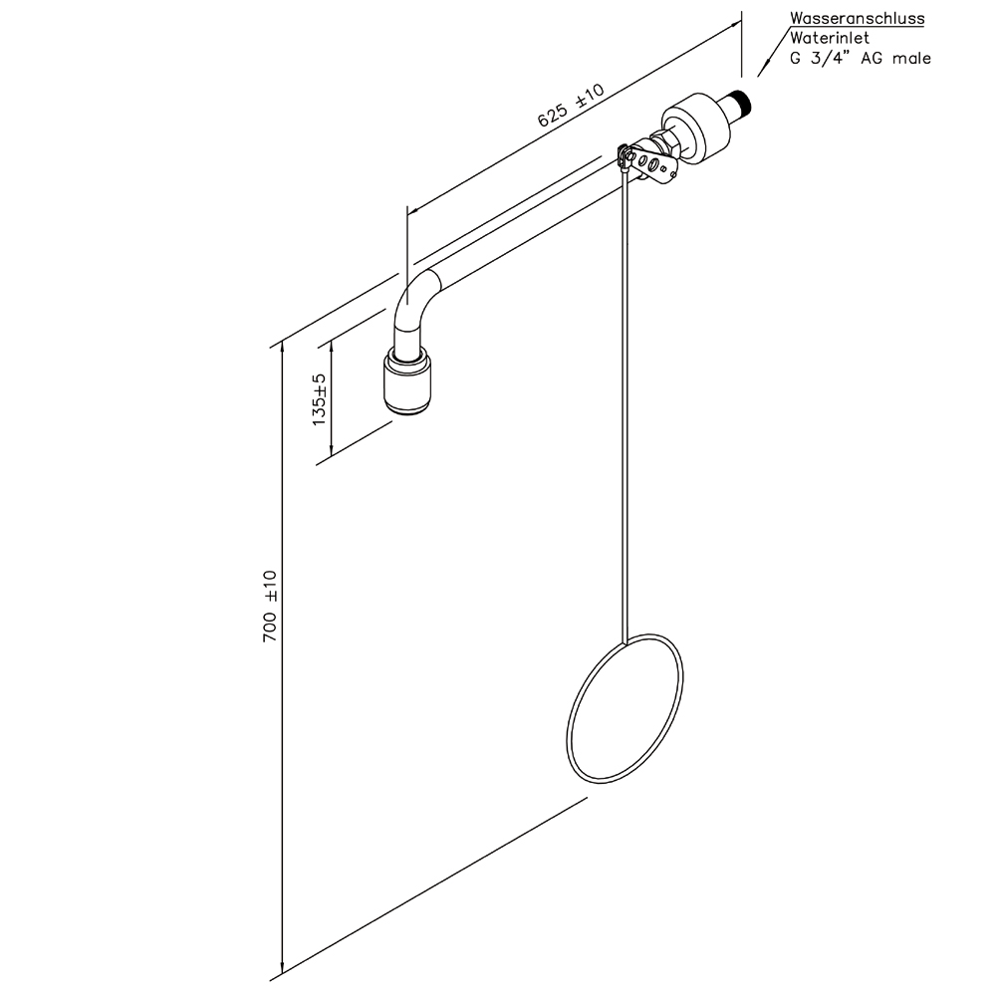 Wasseranschluss
Waterinlet
G 3/4" AG male
625 ±10
135±5
700 ±10